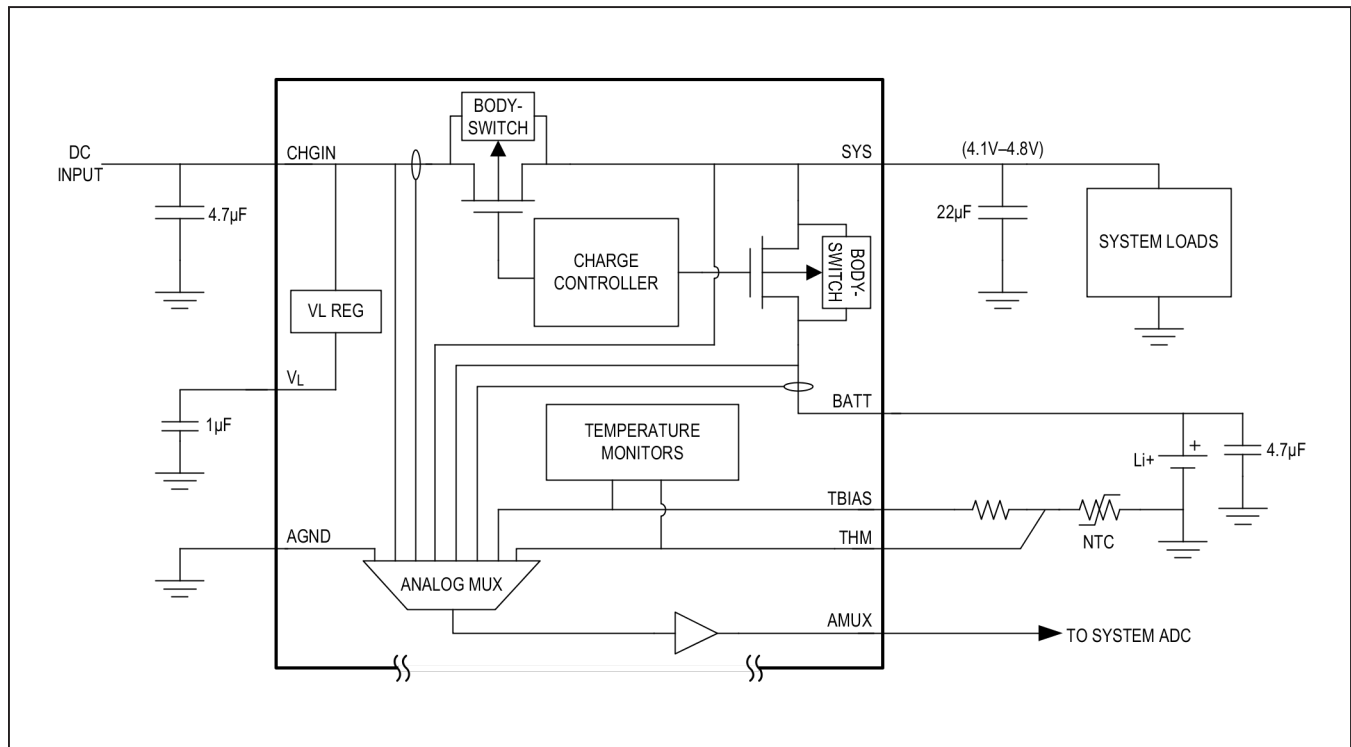 BODY-
SWITCH
DC
INPUT
CHGIN
SYS
(4.1V–4.8V)
4.7µF
CHARGE
CONTROLLER
BODY-
SWITCH
22µF
SYSTEM LOADS
VL REG
VL
1µF
BATT
TEMPERATURE
MONITORS
Li+
+
4.7µF
TBIAS
AGND
THM
NTC
ANALOG MUX
AMUX
TO SYSTEM ADC